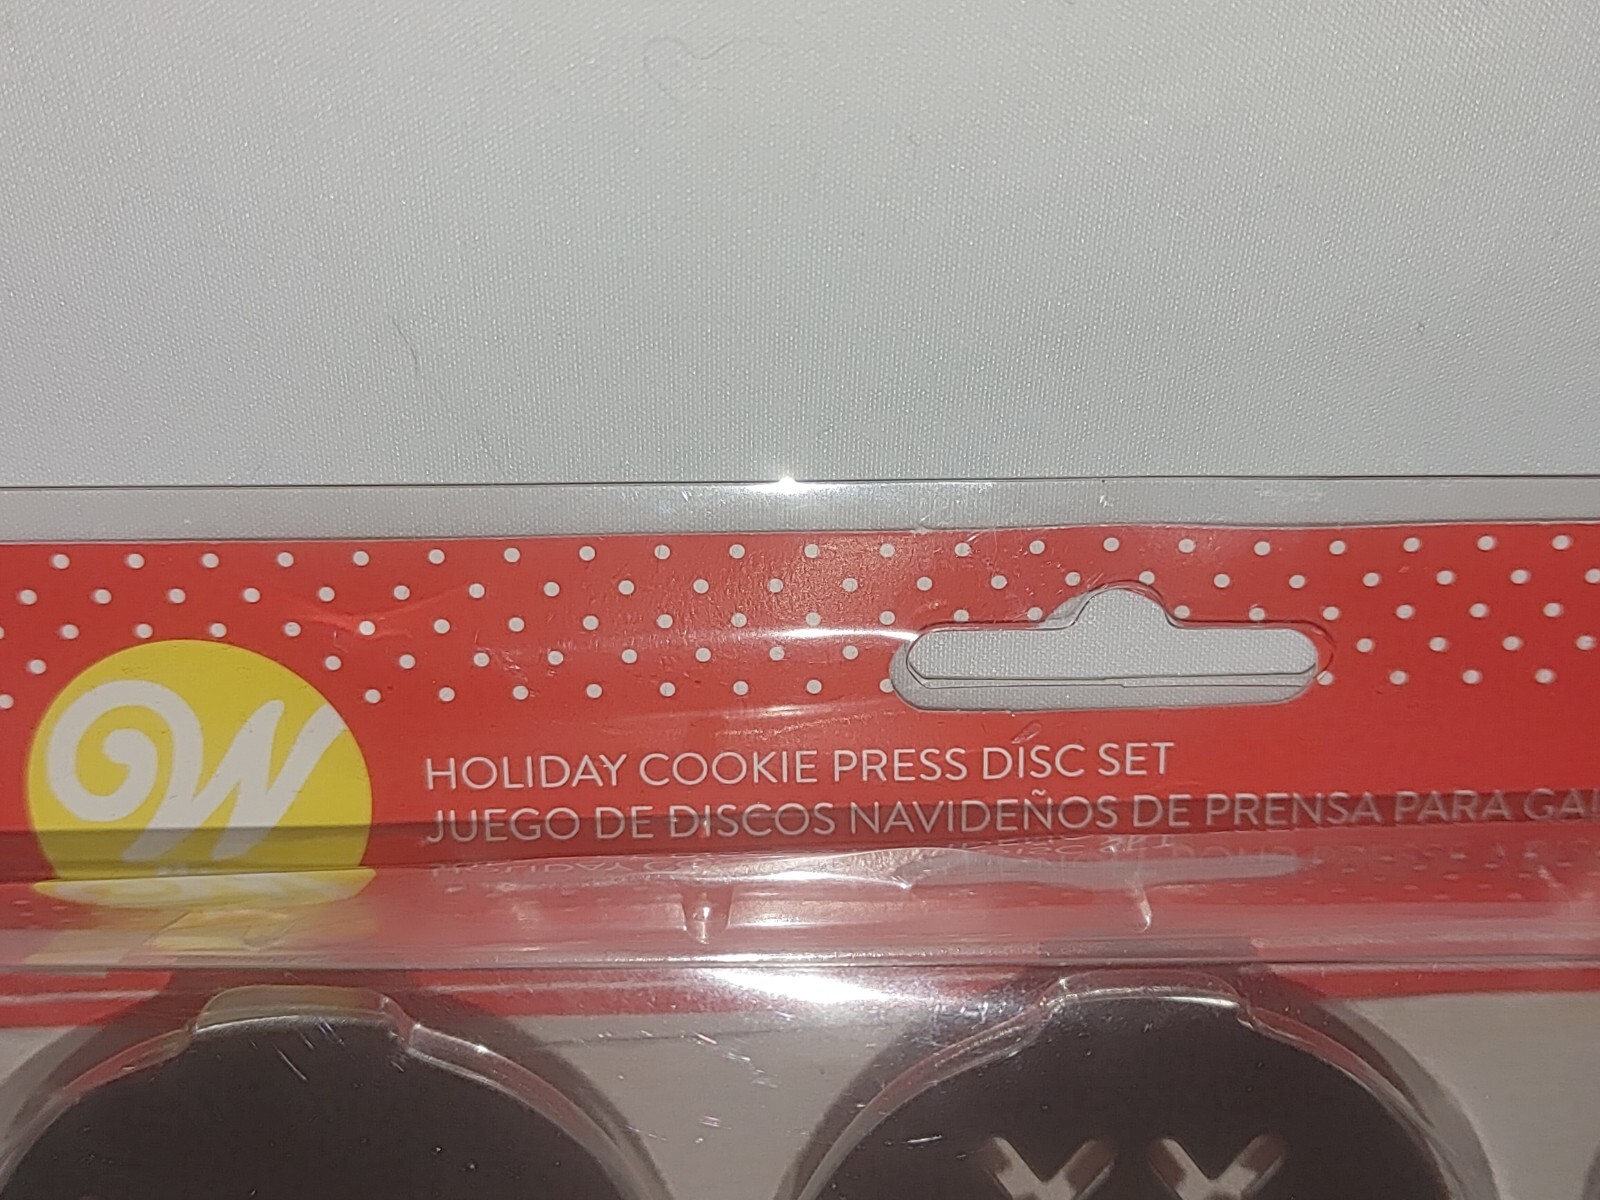 W
HOLIDAY COOKIE PRESS DISC SET
JUEGO DE DISCOS NAVIDEÑOS DE PRENSA PARA